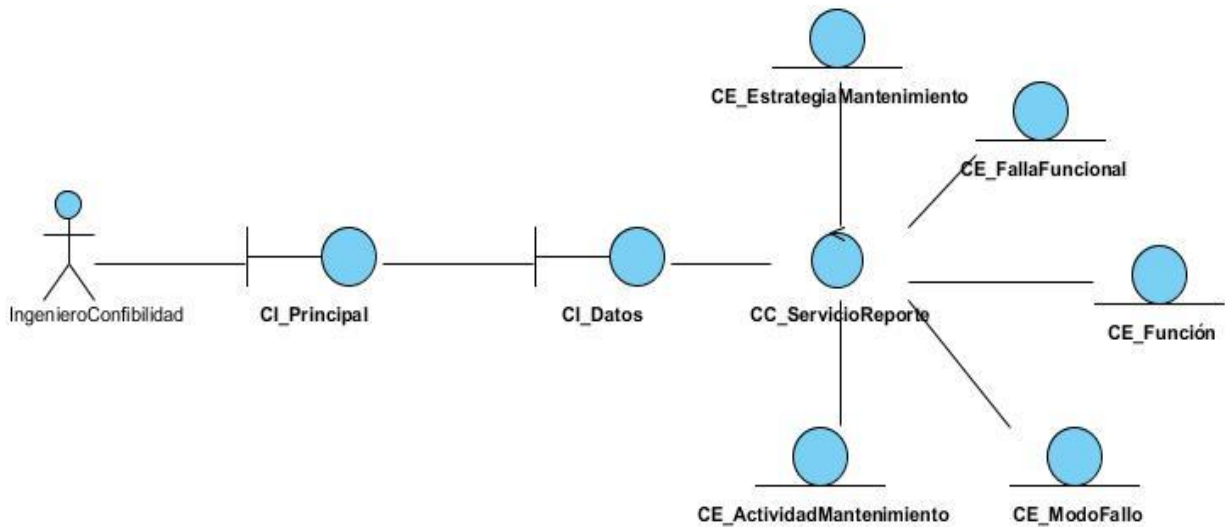 CE_EstrategiaMantenimiento
CE_FallaFuncional
IngenieroConfibilidad
CI_Principal
CI_Datos
CC_ServicioReporte
CE_Función
CE_ActividadMantenimiento
CE_ModoFallo